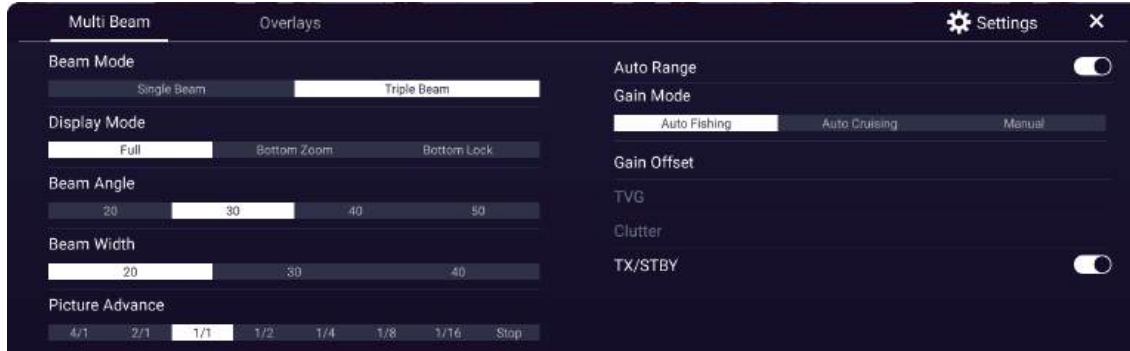 Multi Beam Overlays Settings ×
Beam Mode
Single Beam Triple Beam
Display Mode
Full Bottom Zoom Bottom Lock
Beam Angle
20 30 40 50
Beam Width
20 30 40
Picture Advance
4/1 2/1 1/1 1/2 1/4 1/8 1/16 Stop
Auto Range
Gain Mode
Auto Fishing Auto Cruising Manual
Gain Offset
TVG
Clutter
TX/STBY